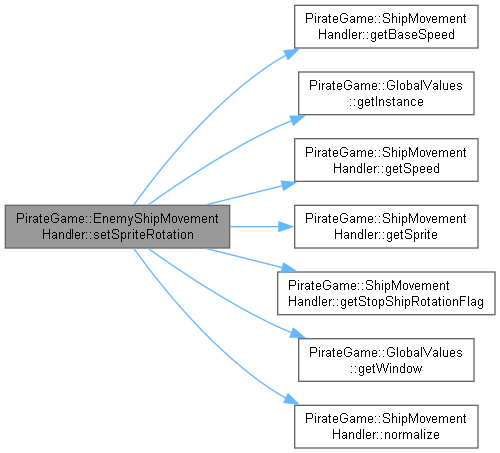 PirateGame::ShipMovement
Handler::getBaseSpeed
PirateGame::GlobalValues
::getInstance
PirateGame::ShipMovement
Handler::getSpeed
PirateGame::EnemyShipMovement
Handler::setSpriteRotation
PirateGame::ShipMovement
Handler::getSprite
PirateGame::ShipMovement
Handler::getStopShipRotationFlag
PirateGame::GlobalValues
::getWindow
PirateGame::ShipMovement
Handler::normalize